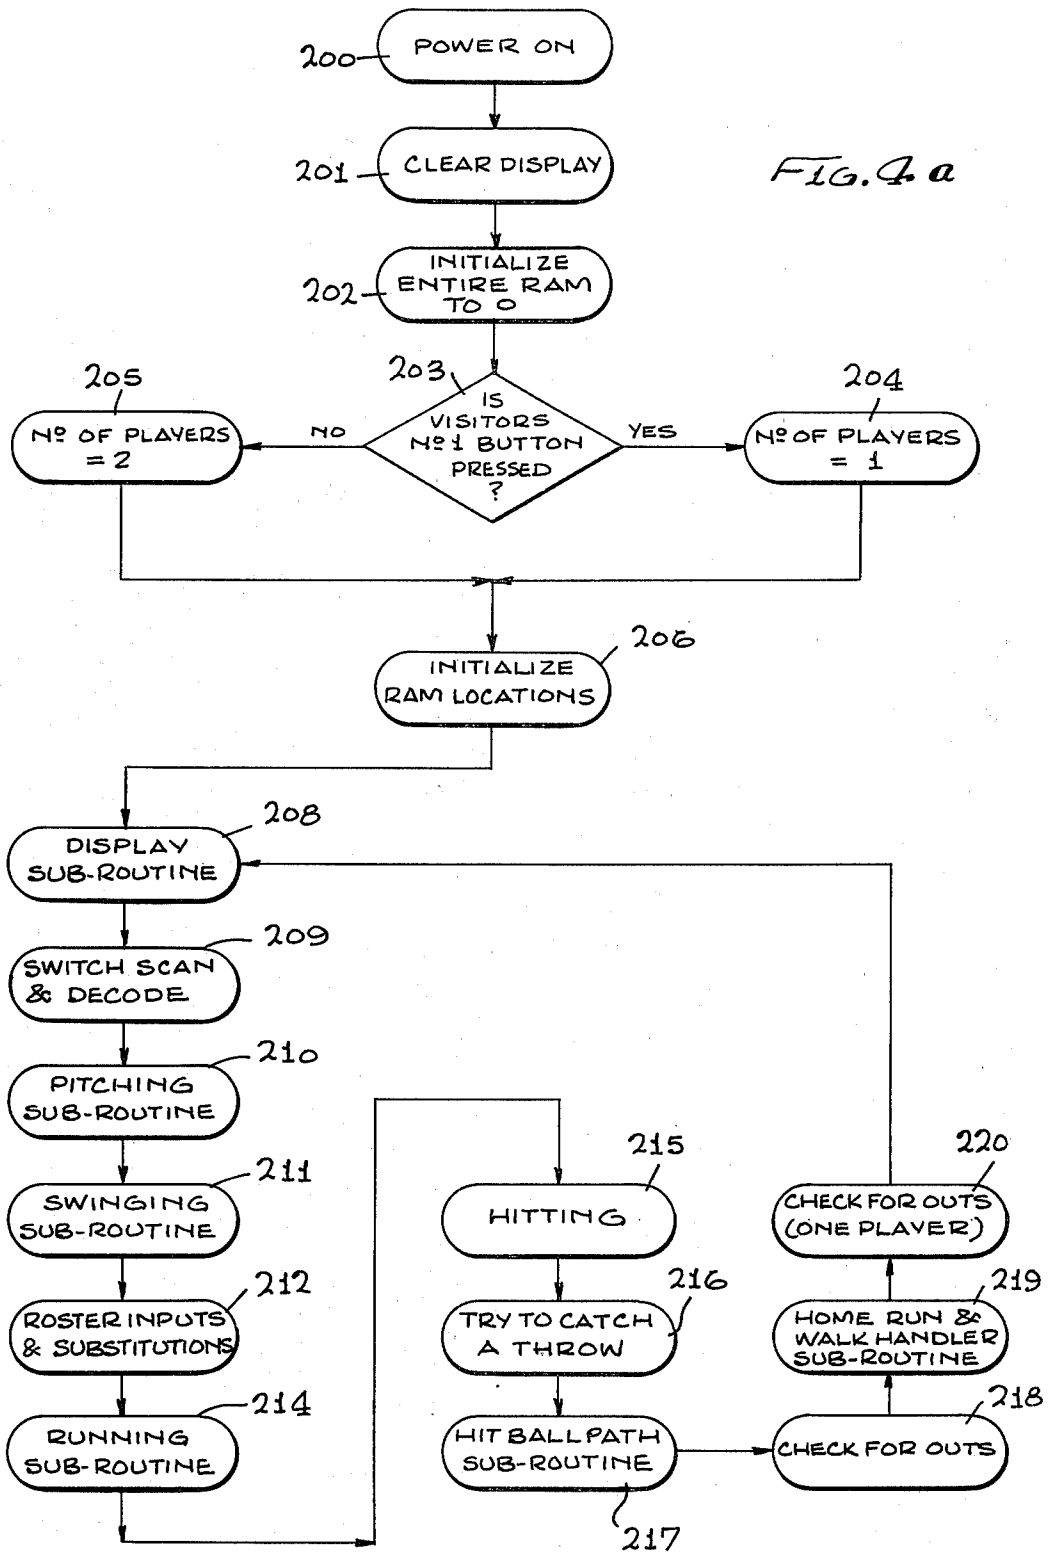 POWER ON
200
CLEAR DISPLAY
201
FIG. 4a
INITIALIZE
ENTIRE RAM
TO 0
202
203
IS
VISITORS
Nº 1 BUTTON
PRESSED
?
NO
YES
205
Nº OF PLAYERS
= 2
204
Nº OF PLAYERS
= 1
206
INITIALIZE
RAM LOCATIONS
208
DISPLAY
SUB-ROUTINE
209
SWITCH SCAN
& DECODE
210
PITCHING
SUB-ROUTINE
211
SWINGING
SUB-ROUTINE
212
ROSTER INPUTS
& SUBSTITUTIONS
214
RUNNING
SUB-ROUTINE
215
HITTING
216
TRY TO CATCH
A THROW
HIT BALL PATH
SUB-ROUTINE
217
218
CHECK FOR OUTS
219
HOME RUN &
WALK HANDLER
SUB-ROUTINE
220
CHECK FOR OUTS
(ONE PLAYER)